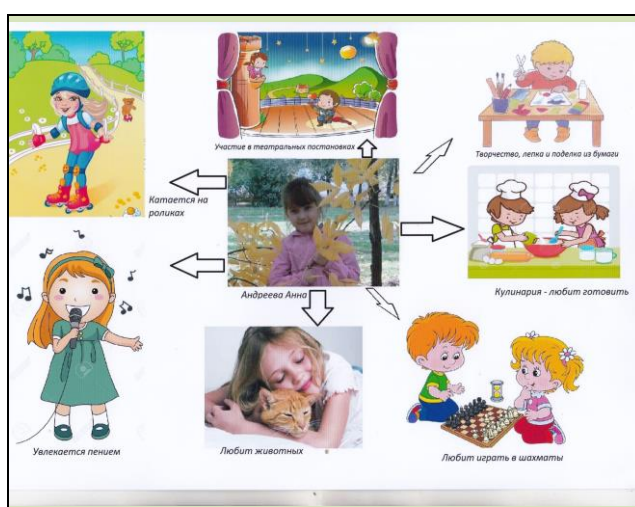 Участие в театральных постановках
Творчество, лепка и поделка из бумаги
Катается на
роликах
Андреева Анна
Кулинария - любит готовить
Увлекается пением
Любит животных
Любит играть в шахматы